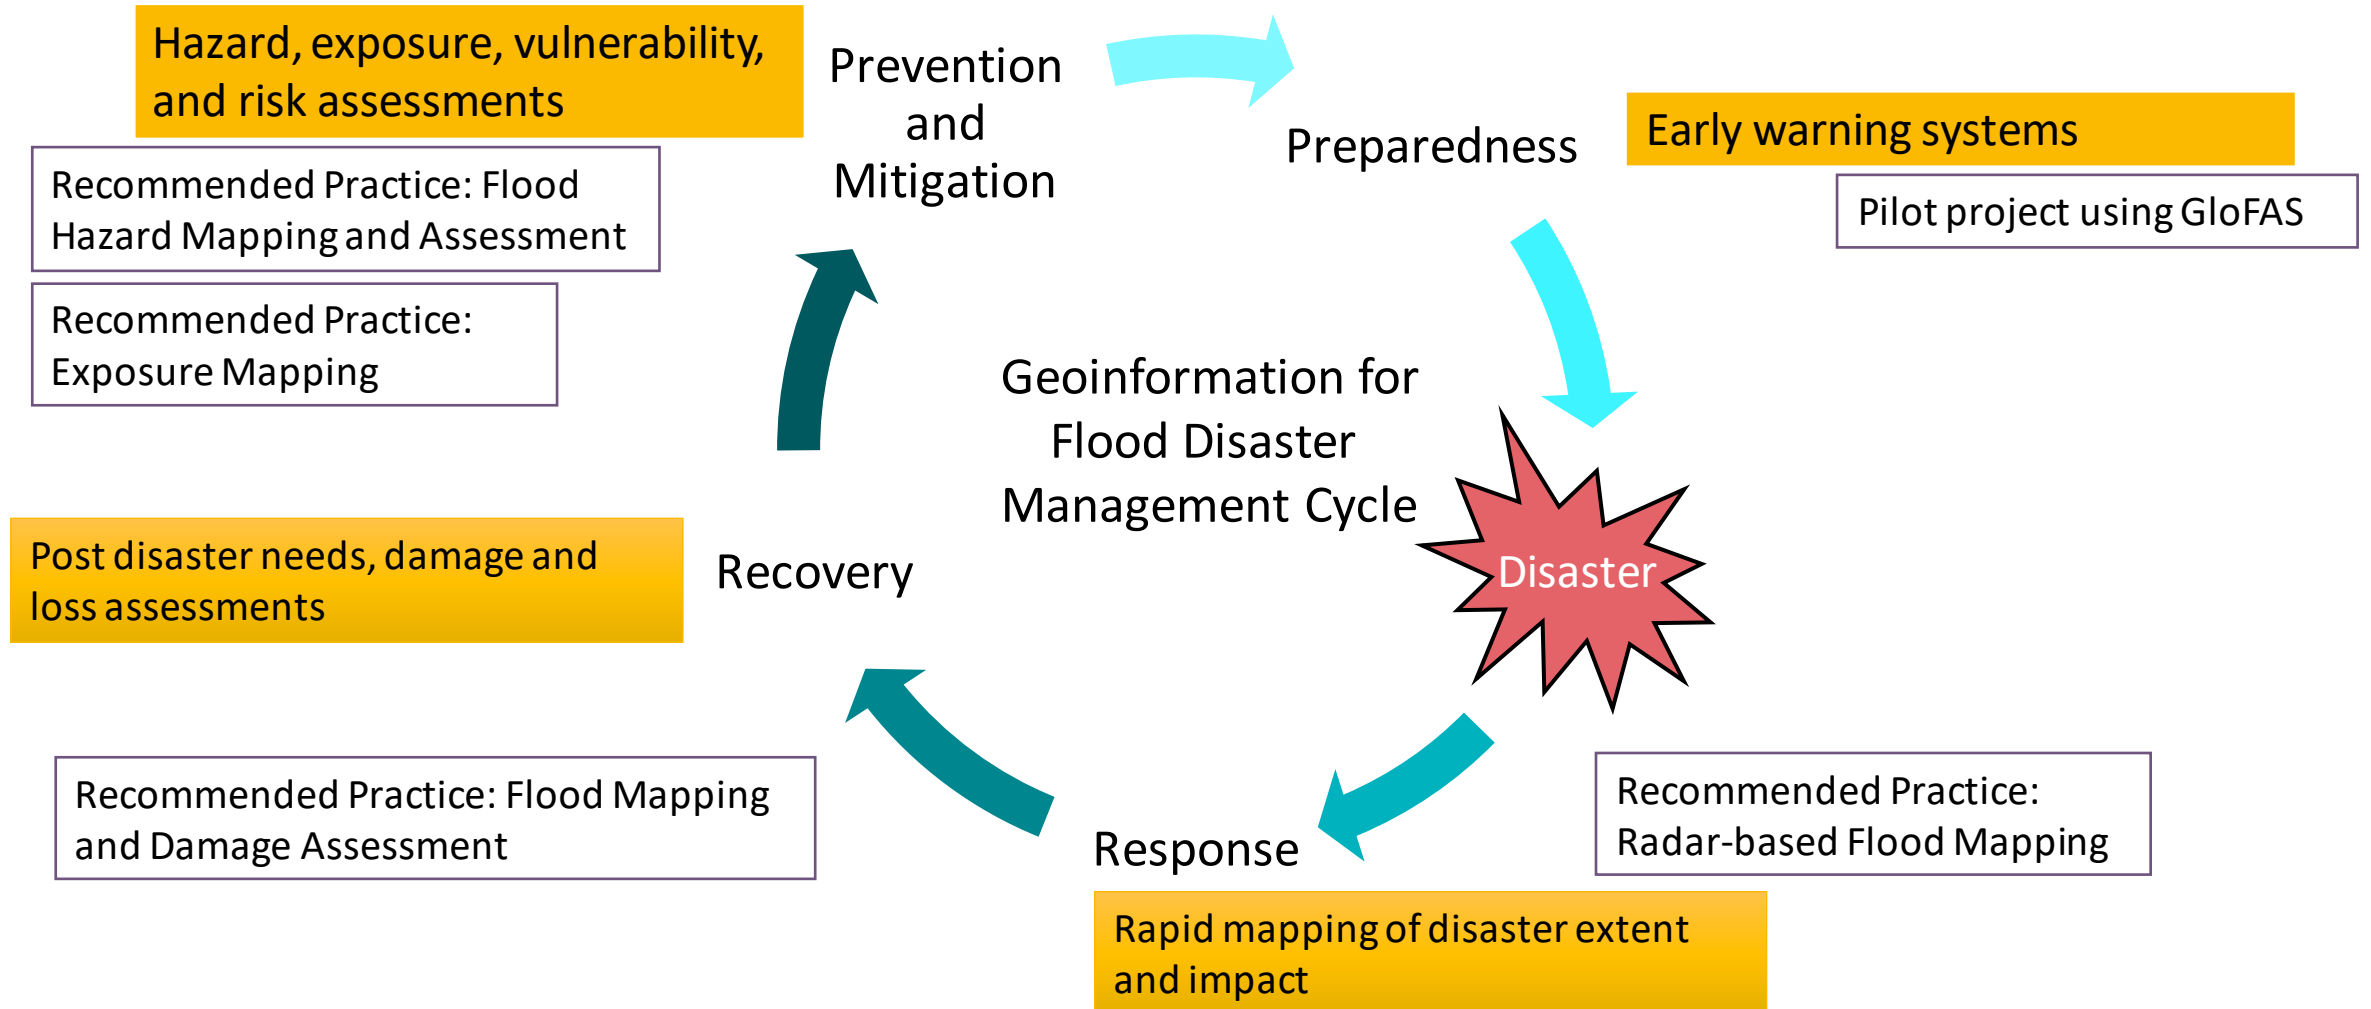 Hazard, exposure, vulnerability,
and risk assessments
Recommended Practice: Flood
Hazard Mapping and Assessment
Recommended Practice:
Exposure Mapping
Prevention
and
Mitigation
Preparedness
Early warning systems
Pilot project using GloFAS
Geoinformation for
Flood Disaster
Management Cycle
Disaster
Post disaster needs, damage and
loss assessments
Recovery
Recommended Practice: Flood Mapping
and Damage Assessment
Response
Rapid mapping of disaster extent
and impact
Recommended Practice:
Radar-based Flood Mapping